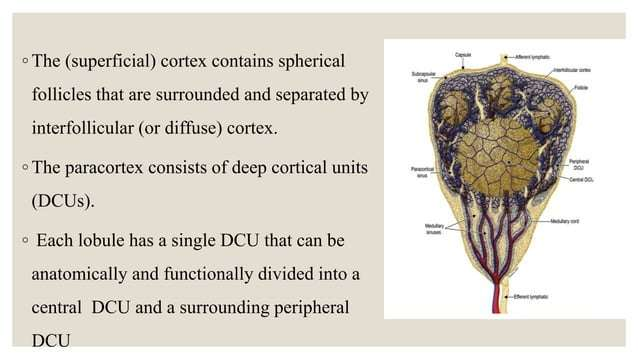 ◦ The (superficial) cortex contains spherical
follicles that are surrounded and separated by
interfollicular (or diffuse) cortex.
◦ The paracortex consists of deep cortical units
(DCUs).
◦ Each lobule has a single DCU that can be
anatomically and functionally divided into a
central DCU and a surrounding peripheral
DCU
Capsule
Afferent lymphatic
Subcapsular
sinus
Interfollicular cortex
Follicle
Paracortical
sinus
Peripheral
DCU
Central DCU
Medullary
sinuses
Medullary cord
Efferent lymphatic